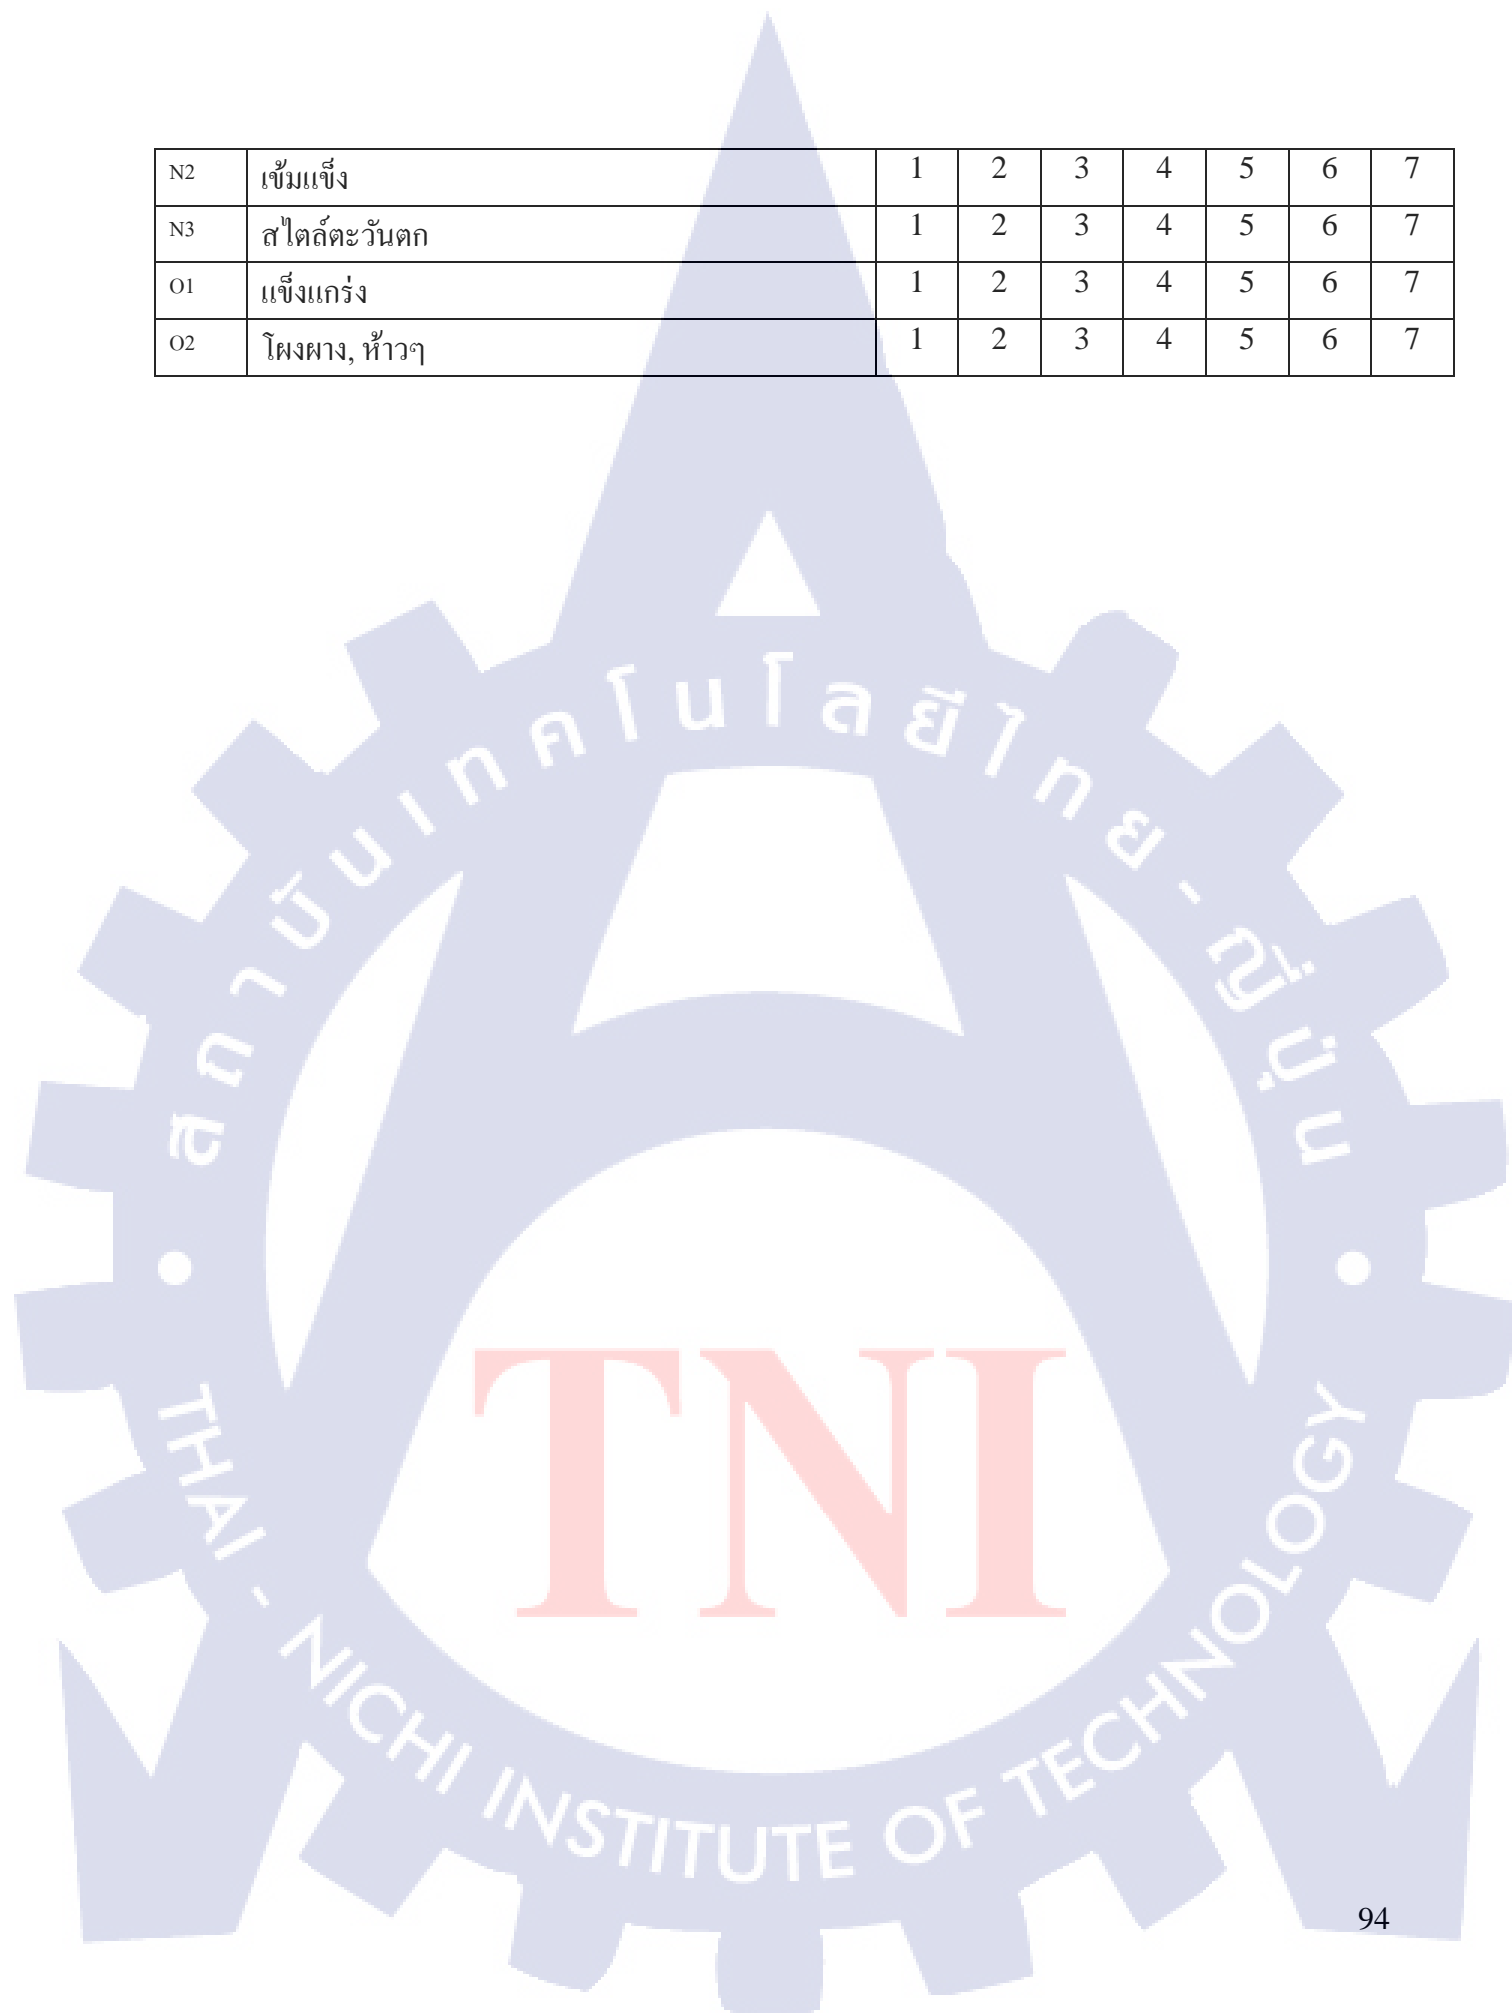 N2 เข้มแข็ง 1 2 3 4 5 6 7
N3 สไตล์ตะวันตก 1 2 3 4 5 6 7
O1 แข็งแกร่ง 1 2 3 4 5 6 7
O2 โผงผาง, ห้าวๆ 1 2 3 4 5 6 7
สถาบันเทคโนโลยีไทย-ญี่ปุ่น
TNI
THAI - NICHI INSTITUTE OF TECHNOLOGY
94